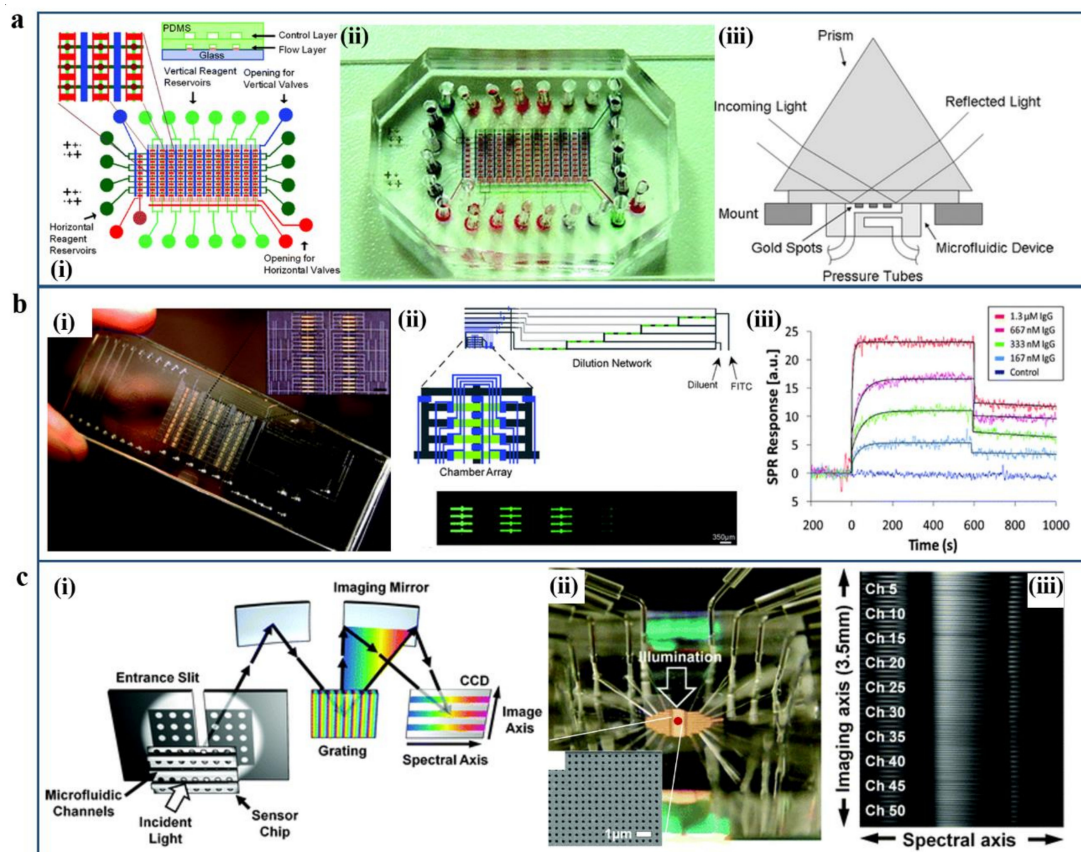 a
(i)
PDMS
Control Layer
Flow Layer
Glass
Vertical Reagent
Reservoirs
Opening for
Vertical Valves
Horizontal
Reagent
Reservoirs
Opening for
Horizontal Valves
(ii)
(iii)
Prism
Incoming Light
Reflected Light
Mount
Gold Spots
Microfluidic Device
Pressure Tubes
b
(i)
(ii)
Dilution Network
Diluent
FITC
Chamber Array
350µm
(iii)
SPR Response [a.u.]
25
20
15
10
5
0
5
200
0
200
400
600
800
1000
Time (s)
1.3 µM IgG
667 nM IgG
333 nM IgG
167 nM IgG
Control
c
(i)
Imaging Mirror
Entrance Slit
CCD
Image
Axis
Grating
Spectral Axis
Microfluidic
Channels
Incident
Light
Sensor
Chip
(ii)
Illumination
1µm
(iii)
Imaging axis (3.5mm)
Ch 5
Ch 10
Ch 15
Ch 20
Ch 25
Ch 30
Ch 35
Ch 40
Ch 45
Ch 50
Spectral axis